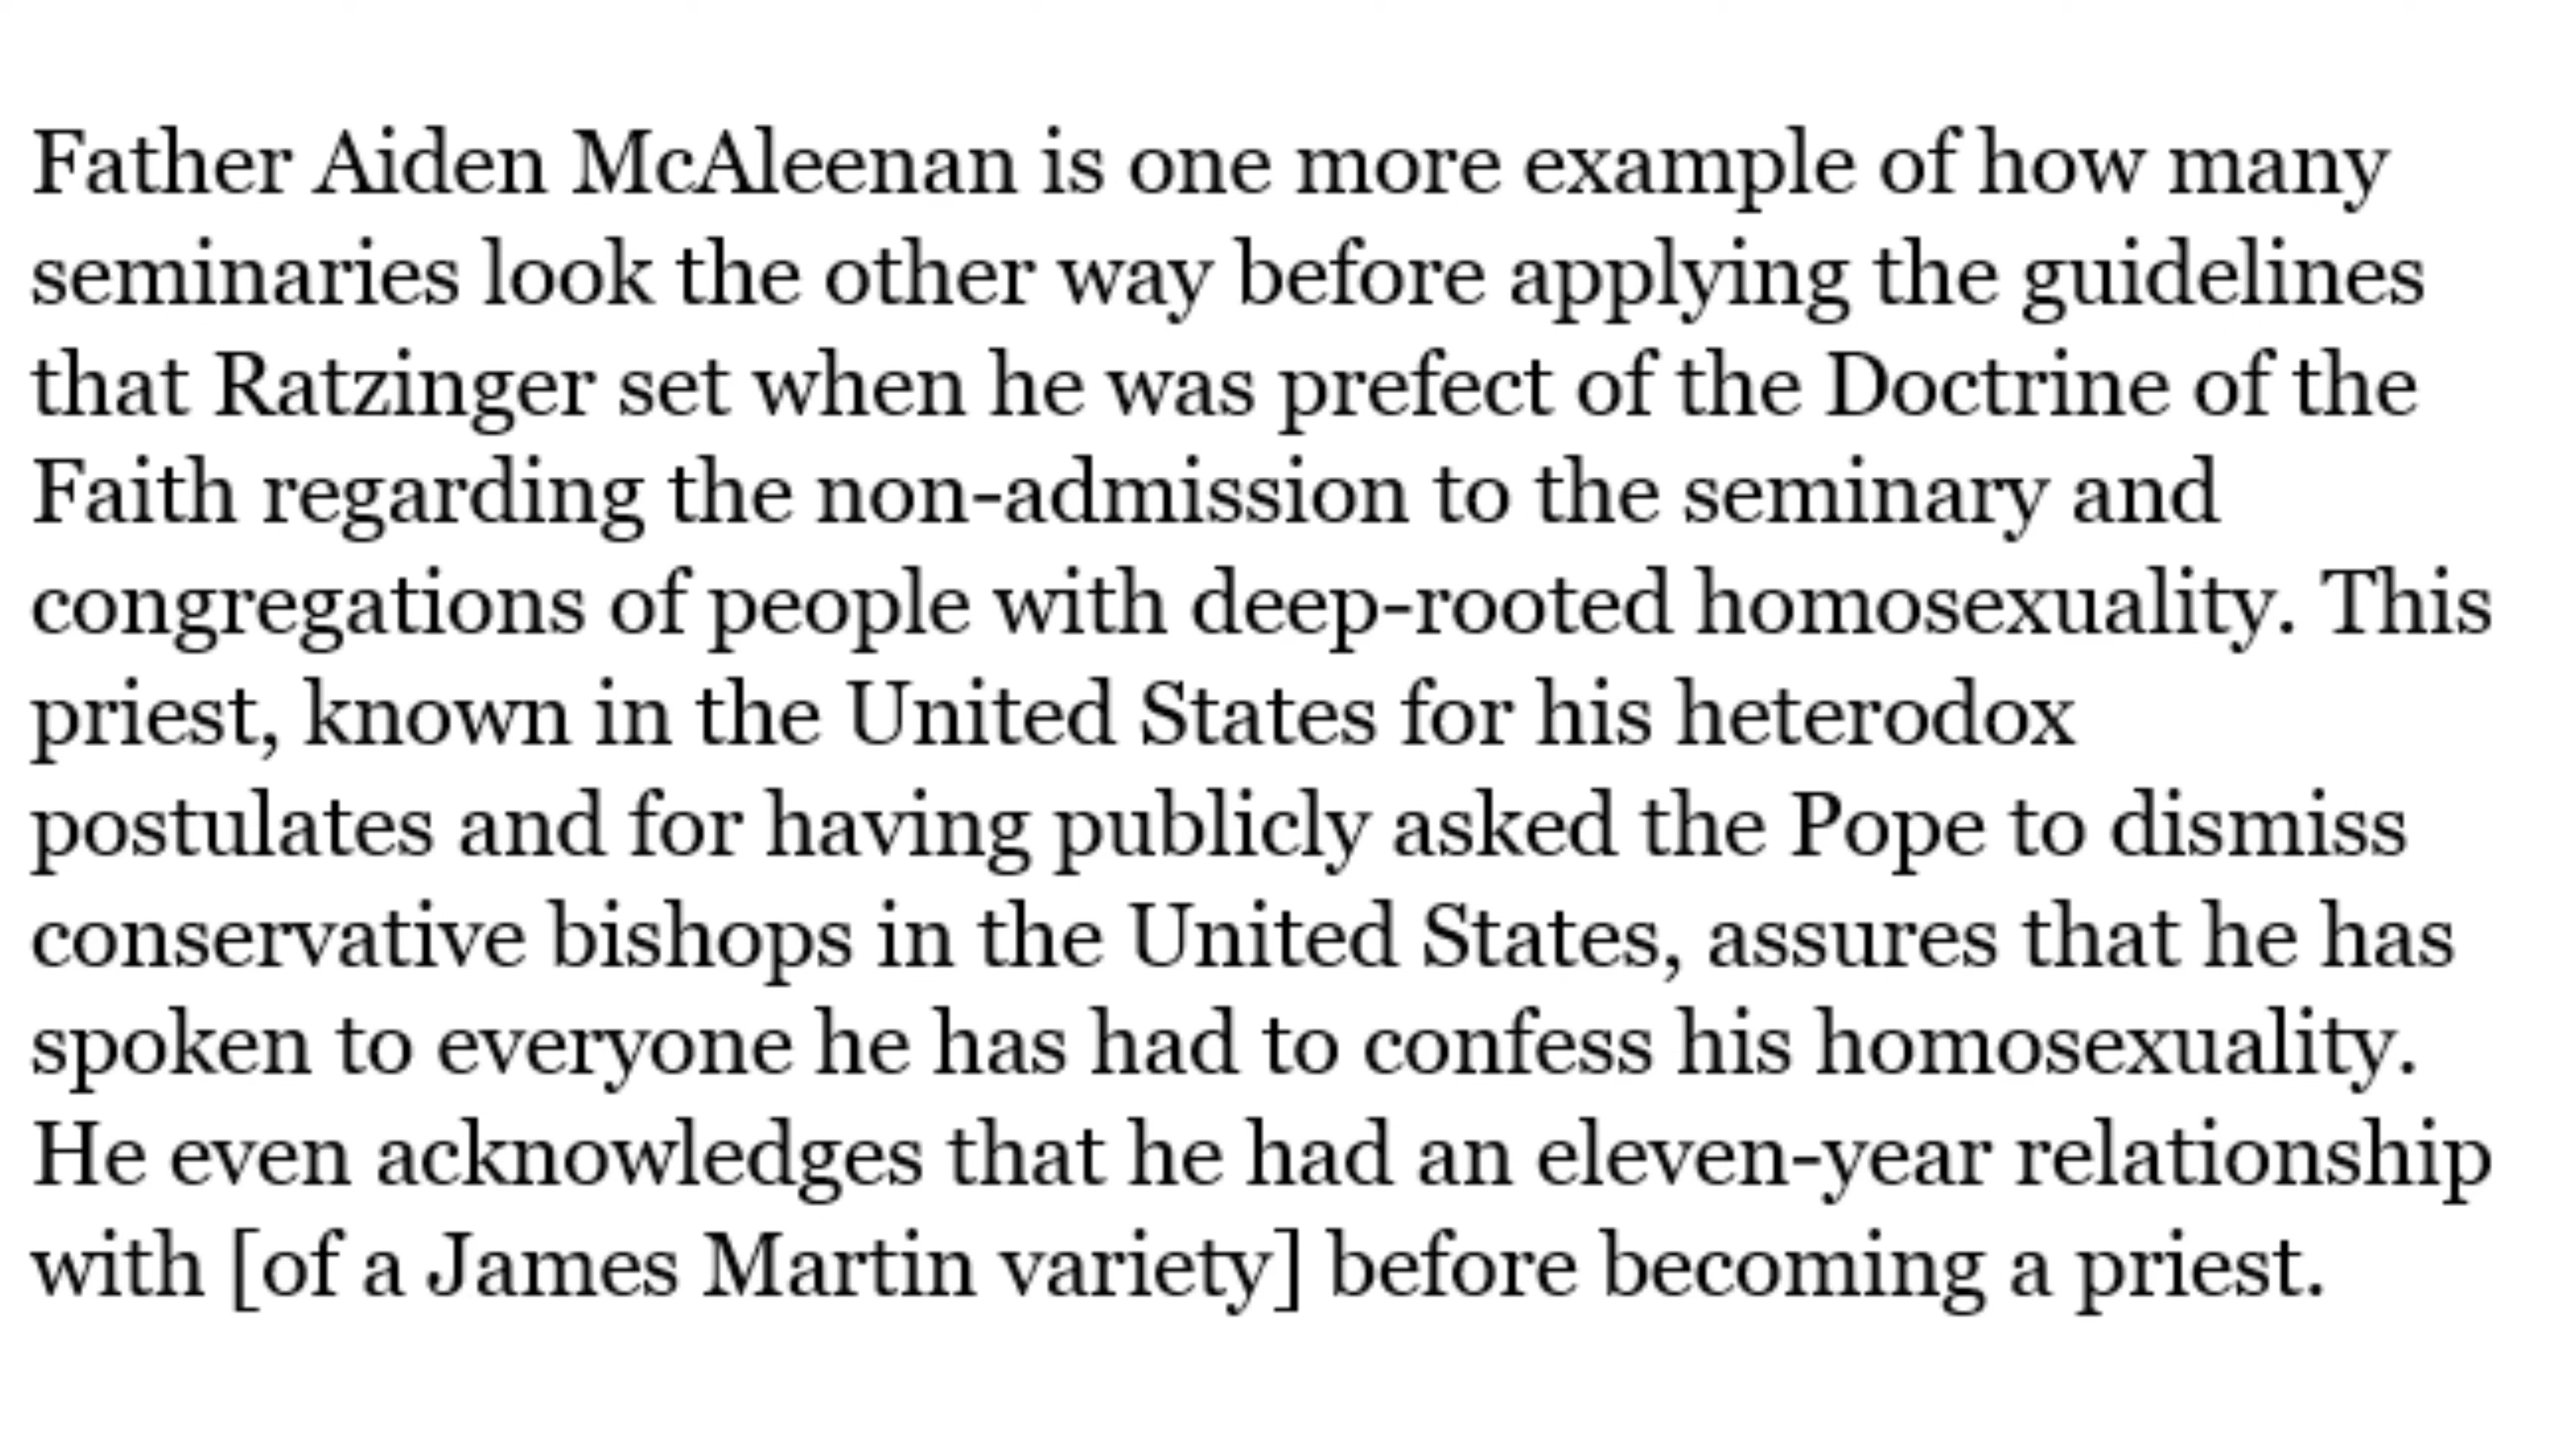 Father Aiden McAleenan is one more example of how many
seminaries look the other way before applying the guidelines
that Ratzinger set when he was prefect of the Doctrine of the
Faith regarding the non-admission to the seminary and
congregations of people with deep-rooted homosexuality. This
priest, known in the United States for his heterodox
postulates and for having publicly asked the Pope to dismiss
conservative bishops in the United States, assures that he has
spoken to everyone he has had to confess his homosexuality.
He even acknowledges that he had an eleven-year relationship
with [of a James Martin variety] before becoming a priest.